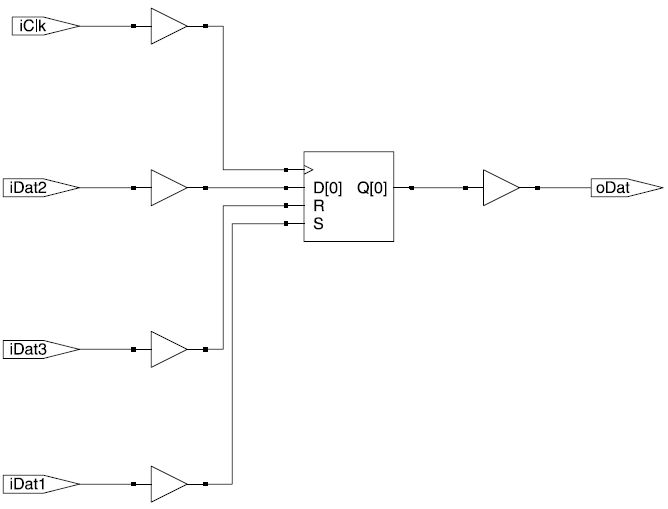 iClk
iDat2
D[0] Q[0]
oDat
R
S
iDat3
iDat1